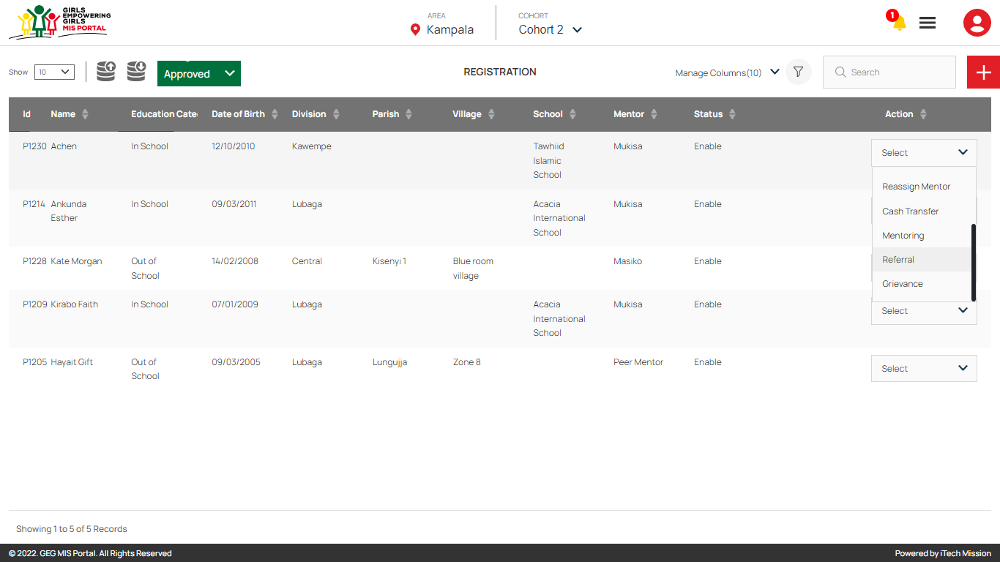 GIRLS
EMPOWERING
GIRLS
MIS PORTAL
AREA
Kampala
COHORT
Cohort 2
1
Show 10
Approved
REGISTRATION
Manage Columns(10)
Search
Id Name Education Cate Date of Birth Division Parish Village School Mentor Status Action
P1230 Achen In School 12/10/2010 Kawempe Tawhiid Mukisa Enable Select
Islamic
School
Reassign Mentor
P1214 Ankunda In School 09/03/2011 Lubaga Acacia Mukisa Enable
Cash Transfer
Esther International
School
Mentoring
P1228 Kate Morgan Out of 14/02/2008 Central Kisenyi 1 Blue room Masiko Enable Referral
School village
Grievance
P1209 Kirabo Faith In School 07/01/2009 Lubaga Acacia Mukisa Enable Select
International
School
P1205 Hayait Gift Out of 09/03/2005 Lubaga Lungujja Zone 8 Peer Mentor Enable Select
School
Showing 1 to 5 of 5 Records
© 2022. GEG MIS Portal. All Rights Reserved
Powered by iTech Mission